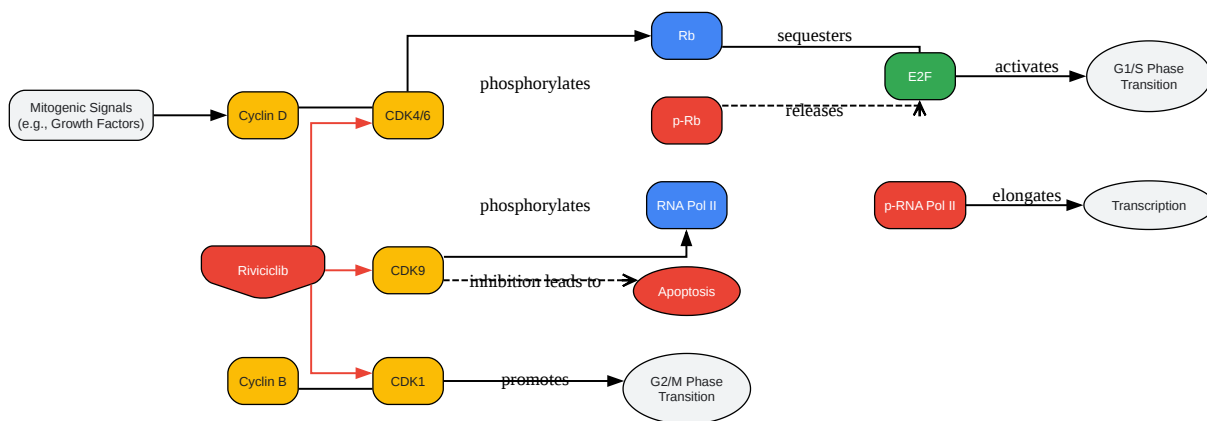 Rb
sequesters
E2F
activates
G1/S Phase
Transition
phosphorylates
Mitogenic Signals
(e.g., Growth Factors)
Cyclin D
CDK4/6
p-Rb
releases
phosphorylates
RNA Pol II
p-RNA Pol II
elongates
Transcription
Riviciclib
CDK9
inhibition leads to
Apoptosis
Cyclin B
CDK1
promotes
G2/M Phase
Transition